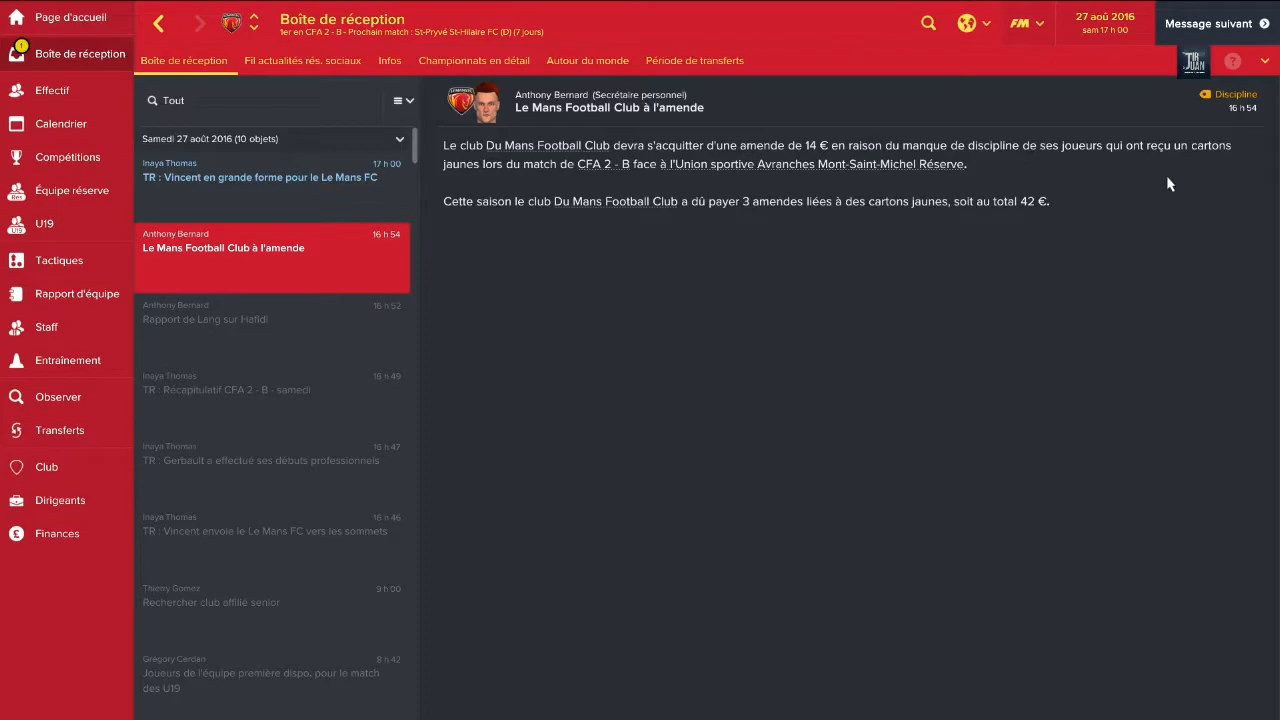 Page d'accueil
1
Boîte de réception
Effectif
Calendrier
Compétitions
Res
Équipe réserve
U19
U19
Tactiques
Rapport d'équipe
Staff
Entraînement
Observer
Transferts
Club
Dirigeants
£
Finances
Boîte de réception
1er en CFA 2 - B - Prochain match : St-Pryvé St-Hilaire FC (D) (7 jours)
FM
27 aoû 2016
sam 17 h 00
Message suivant
Boîte de réception
Fil actualités rés. sociaux
Infos
Championnats en détail
Autour du monde
Période de transferts
?
Tout
Samedi 27 août 2016 (10 objets)
Inaya Thomas
17 h 00
TR : Vincent en grande forme pour le Le Mans FC
Anthony Bernard
16 h 54
Le Mans Football Club à l'amende
Anthony Bernard
16 h 52
Rapport de Lang sur Hafidi
Inaya Thomas
16 h 49
TR : Récapitulatif CFA 2 - B - samedi
Inaya Thomas
16 h 47
TR : Gerbault a effectué ses débuts professionnels
Inaya Thomas
16 h 46
TR : Vincent envoie le Le Mans FC vers les sommets
Thierry Gomez
9 h 00
Rechercher club affilié senior
Grégory Cerdan
8 h 42
Joueurs de l'équipe première dispo. pour le match
des U19
Anthony Bernard (Secrétaire personnel)
Le Mans Football Club à l'amende
Discipline
16 h 54
Le club Du Mans Football Club devra s'acquitter d'une amende de 14 € en raison du manque de discipline de ses joueurs qui ont reçu un cartons
jaunes lors du match de CFA 2 - B face à l'Union sportive Avranches Mont-Saint-Michel Réserve.
Cette saison le club Du Mans Football Club a dû payer 3 amendes liées à des cartons jaunes, soit au total 42 €.